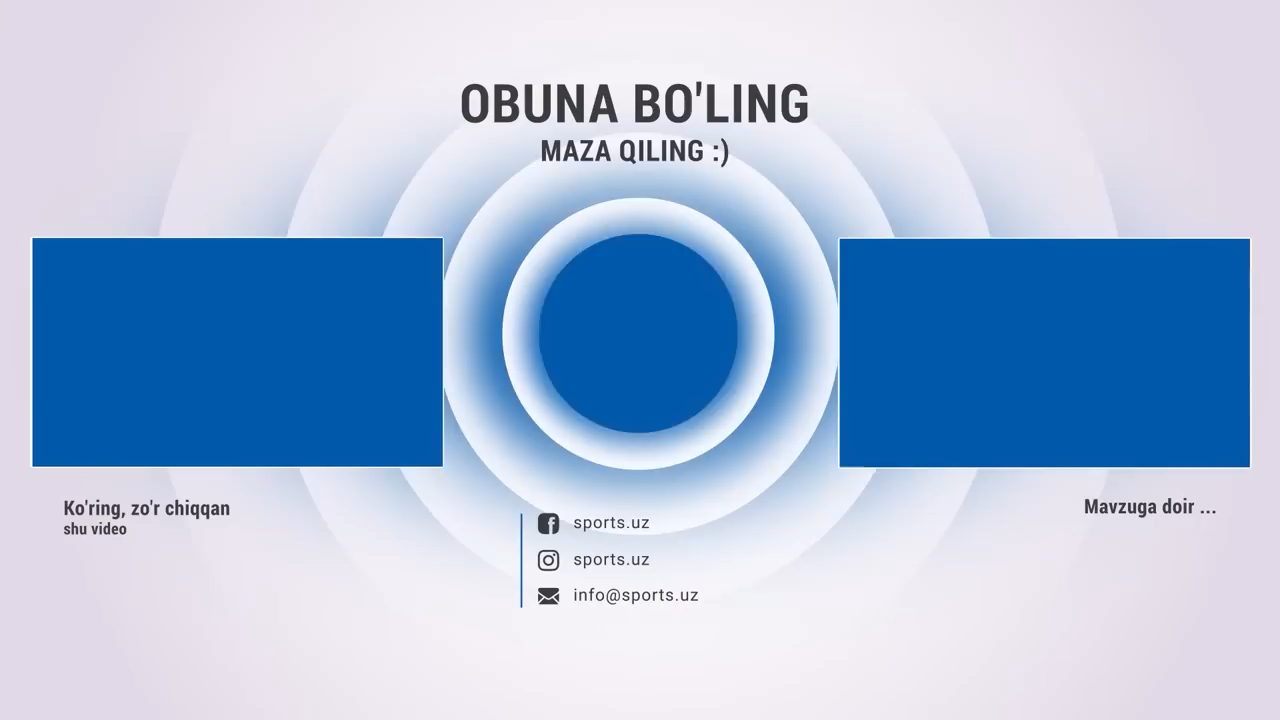 OBUNA BO'LING
MAZA QILING :)
Ko'ring, zo'r chiqqan
shu video
Mavzuga doir ...
sports.uz
sports.uz
info@sports.uz